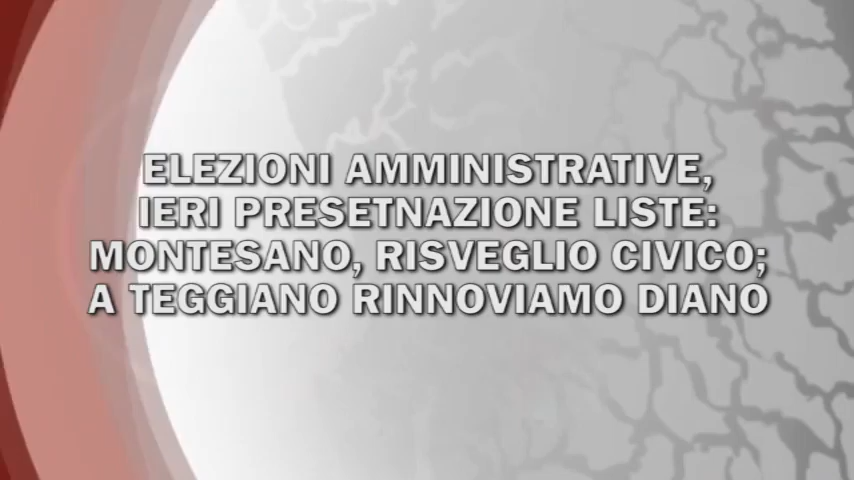 ELEZIONI AMMINISTRATIVE,
IERI PRESETNAZIONE LISTE:
MONTESANO, RISVEGLIO CIVICO;
A TEGGIANO RINNOVIAMO DIANO